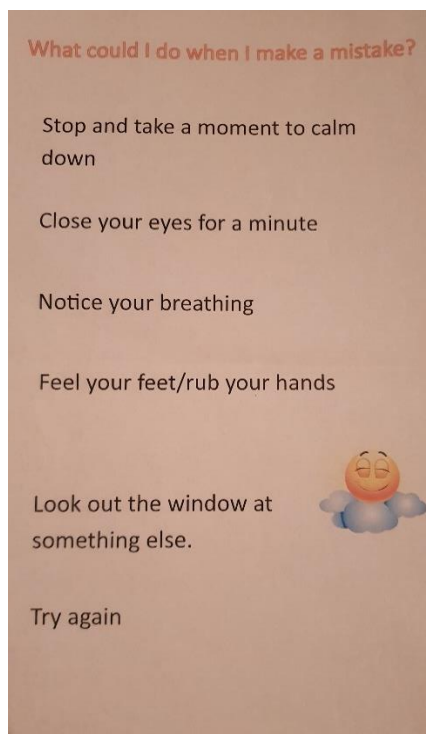 What could I do when I make a mistake?
Stop and take a moment to calm
down
Close your eyes for a minute
Notice your breathing
Feel your feet/rub your hands
Look out the window at
something else.
Try again